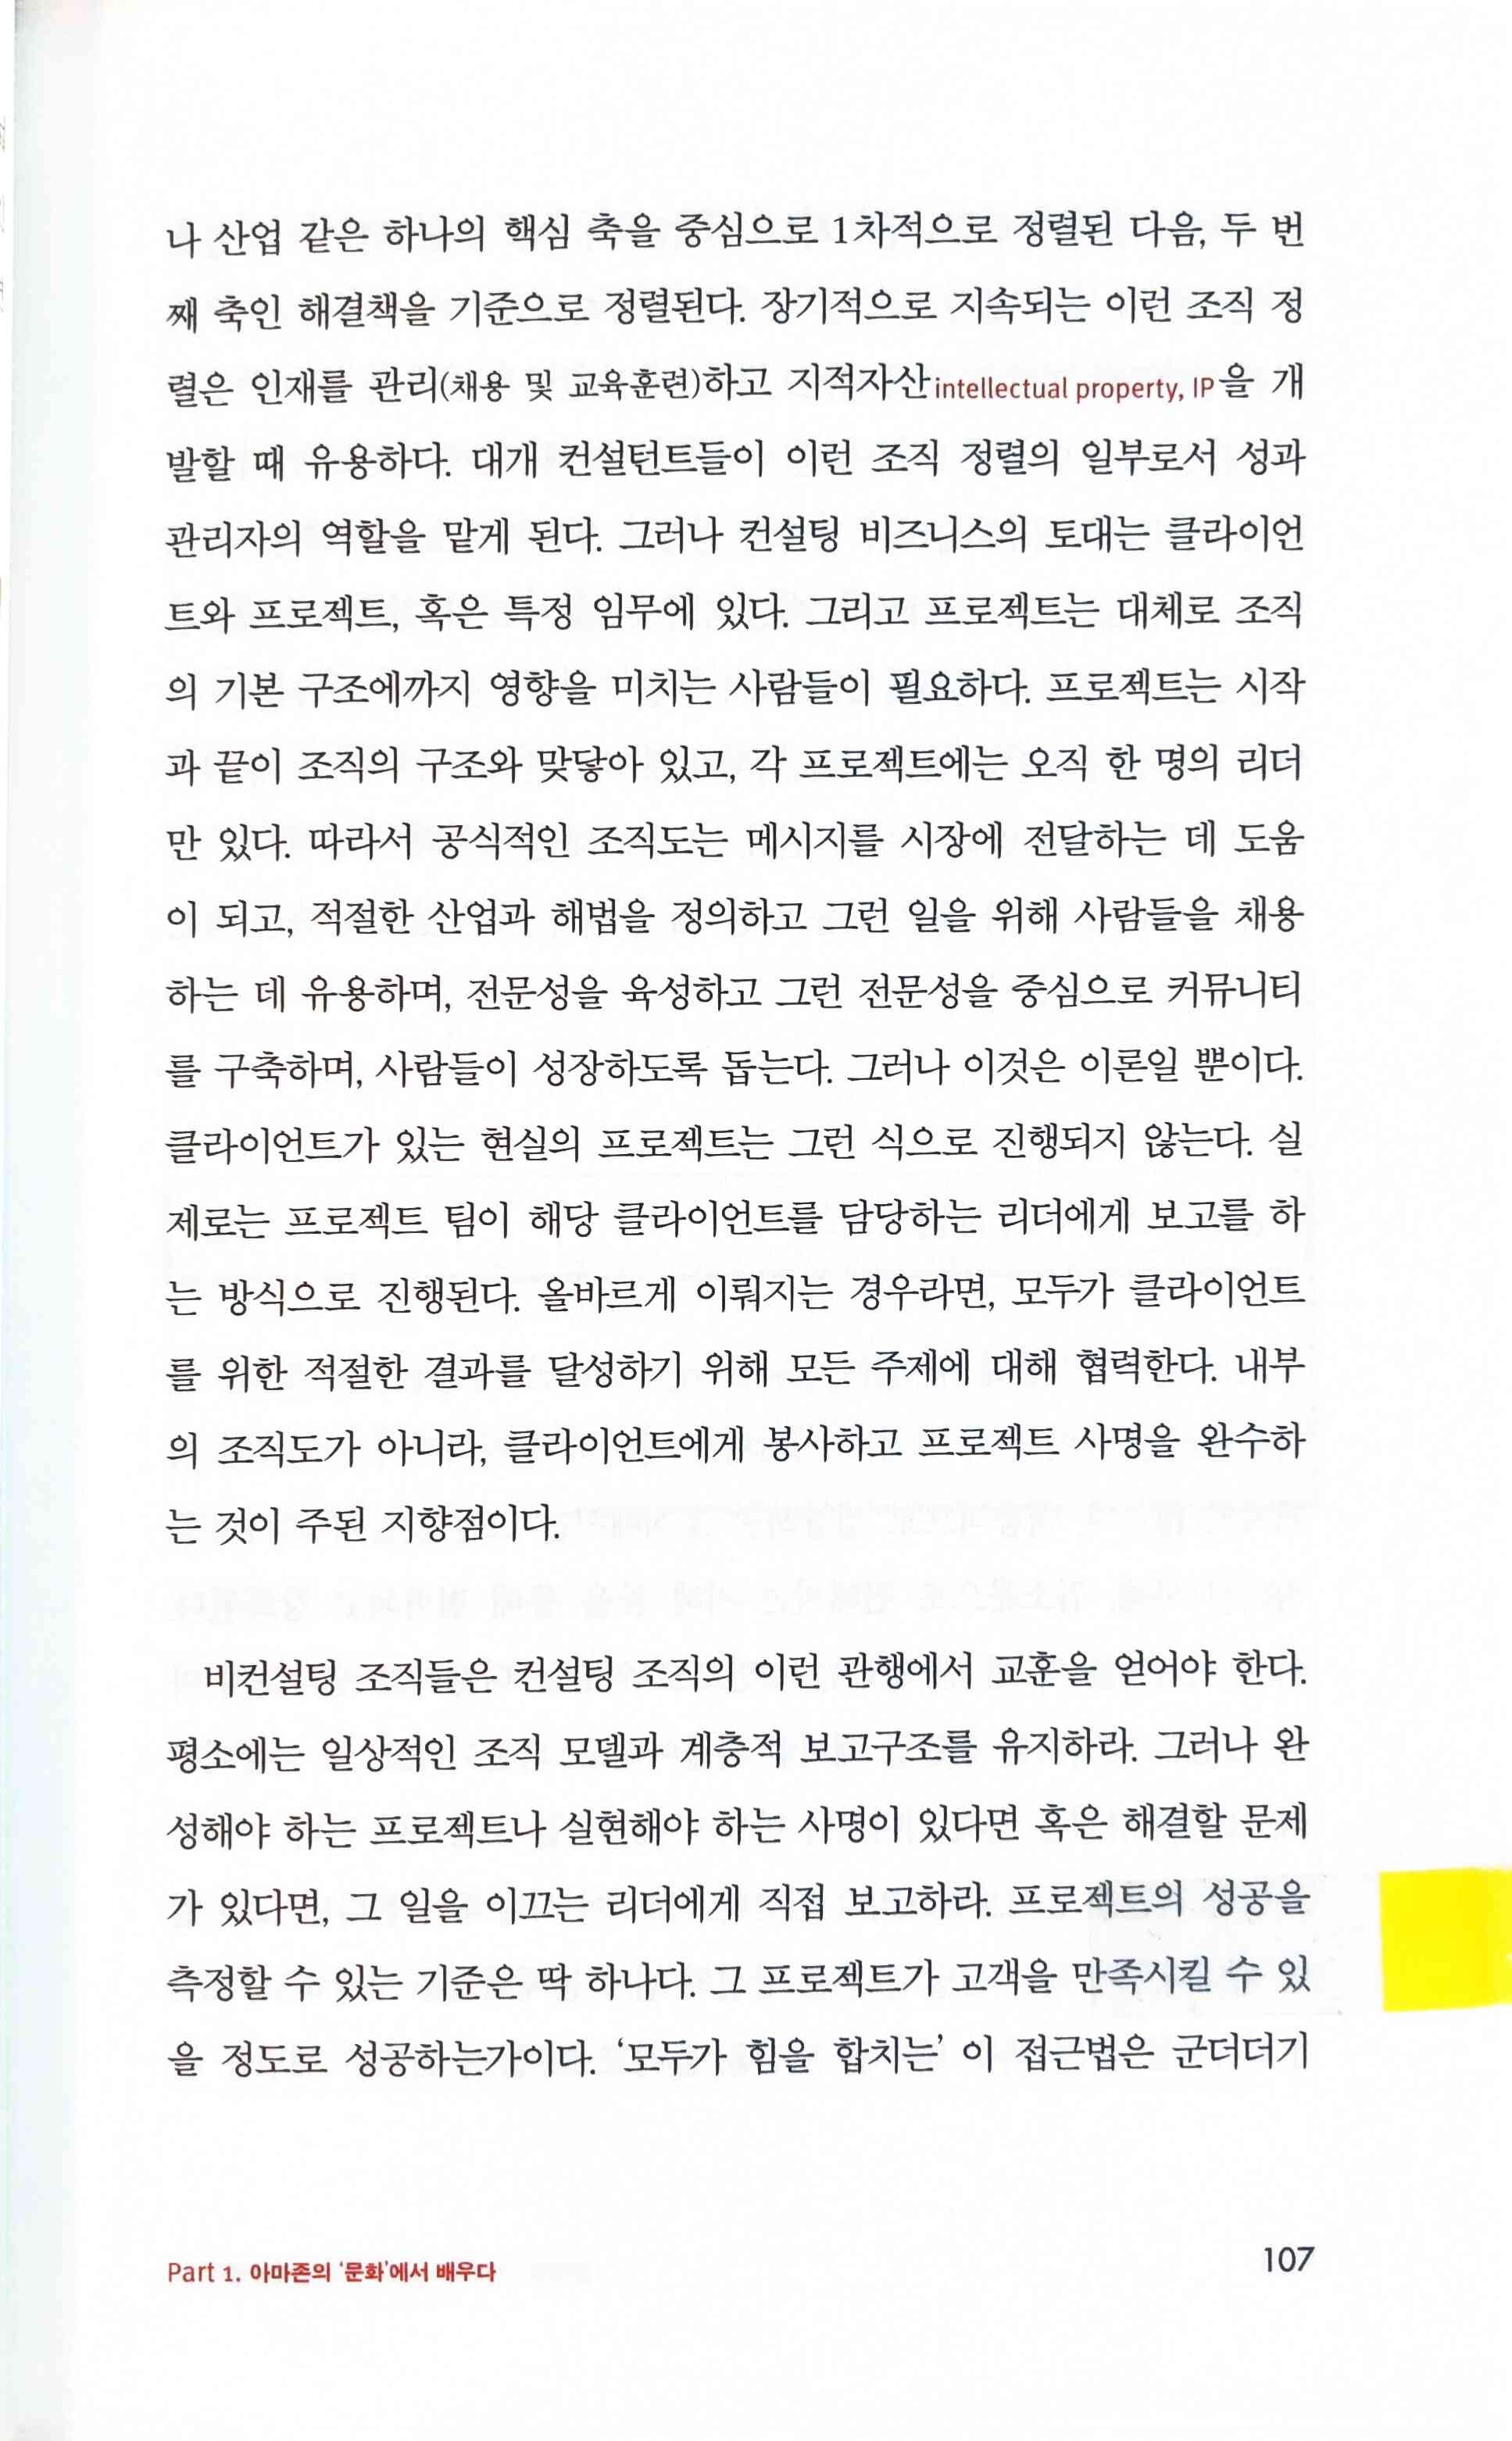 나 산업 같은 하나의 핵심 축을 중심으로 1차적으로 정렬된 다음, 두 번
째 축인 해결책을 기준으로 정렬된다. 장기적으로 지속되는 이런 조직 정
렬은 인재를 관리(채용 및 교육훈련)하고 지적자산intellectual property, IP을 개
발할 때 유용하다. 대개 컨설턴트들이 이런 조직 정렬의 일부로서 성과
관리자의 역할을 맡게 된다. 그러나 컨설팅 비즈니스의 토대는 클라이언
트와 프로젝트, 혹은 특정 임무에 있다. 그리고 프로젝트는 대체로 조직
의 기본 구조에까지 영향을 미치는 사람들이 필요하다. 프로젝트는 시작
과 끝이 조직의 구조와 맞닿아 있고, 각 프로젝트에는 오직 한 명의 리더
만 있다. 따라서 공식적인 조직도는 메시지를 시장에 전달하는 데 도움
이 되고, 적절한 산업과 해법을 정의하고 그런 일을 위해 사람들을 채용
하는 데 유용하며, 전문성을 육성하고 그런 전문성을 중심으로 커뮤니티
를 구축하며, 사람들이 성장하도록 돕는다. 그러나 이것은 이론일 뿐이다.
클라이언트가 있는 현실의 프로젝트는 그런 식으로 진행되지 않는다. 실
제로는 프로젝트 팀이 해당 클라이언트를 담당하는 리더에게 보고를 하
는 방식으로 진행된다. 올바르게 이뤄지는 경우라면, 모두가 클라이언트
를 위한 적절한 결과를 달성하기 위해 모든 주제에 대해 협력한다. 내부
의 조직도가 아니라, 클라이언트에게 봉사하고 프로젝트 사명을 완수하
는 것이 주된 지향점이다.
비컨설팅 조직들은 컨설팅 조직의 이런 관행에서 교훈을 얻어야 한다.
평소에는 일상적인 조직 모델과 계층적 보고구조를 유지하라. 그러나 완
성해야 하는 프로젝트나 실현해야 하는 사명이 있다면 혹은 해결할 문제
가 있다면, 그 일을 이끄는 리더에게 직접 보고하라. 프로젝트의 성공을
측정할 수 있는 기준은 딱 하나다. 그 프로젝트가 고객을 만족시킬 수 있
을 정도로 성공하는가이다. ‘모두가 힘을 합치는’ 이 접근법은 군더더기
Part 1. 아마존의 ‘문화’에서 배우다
107